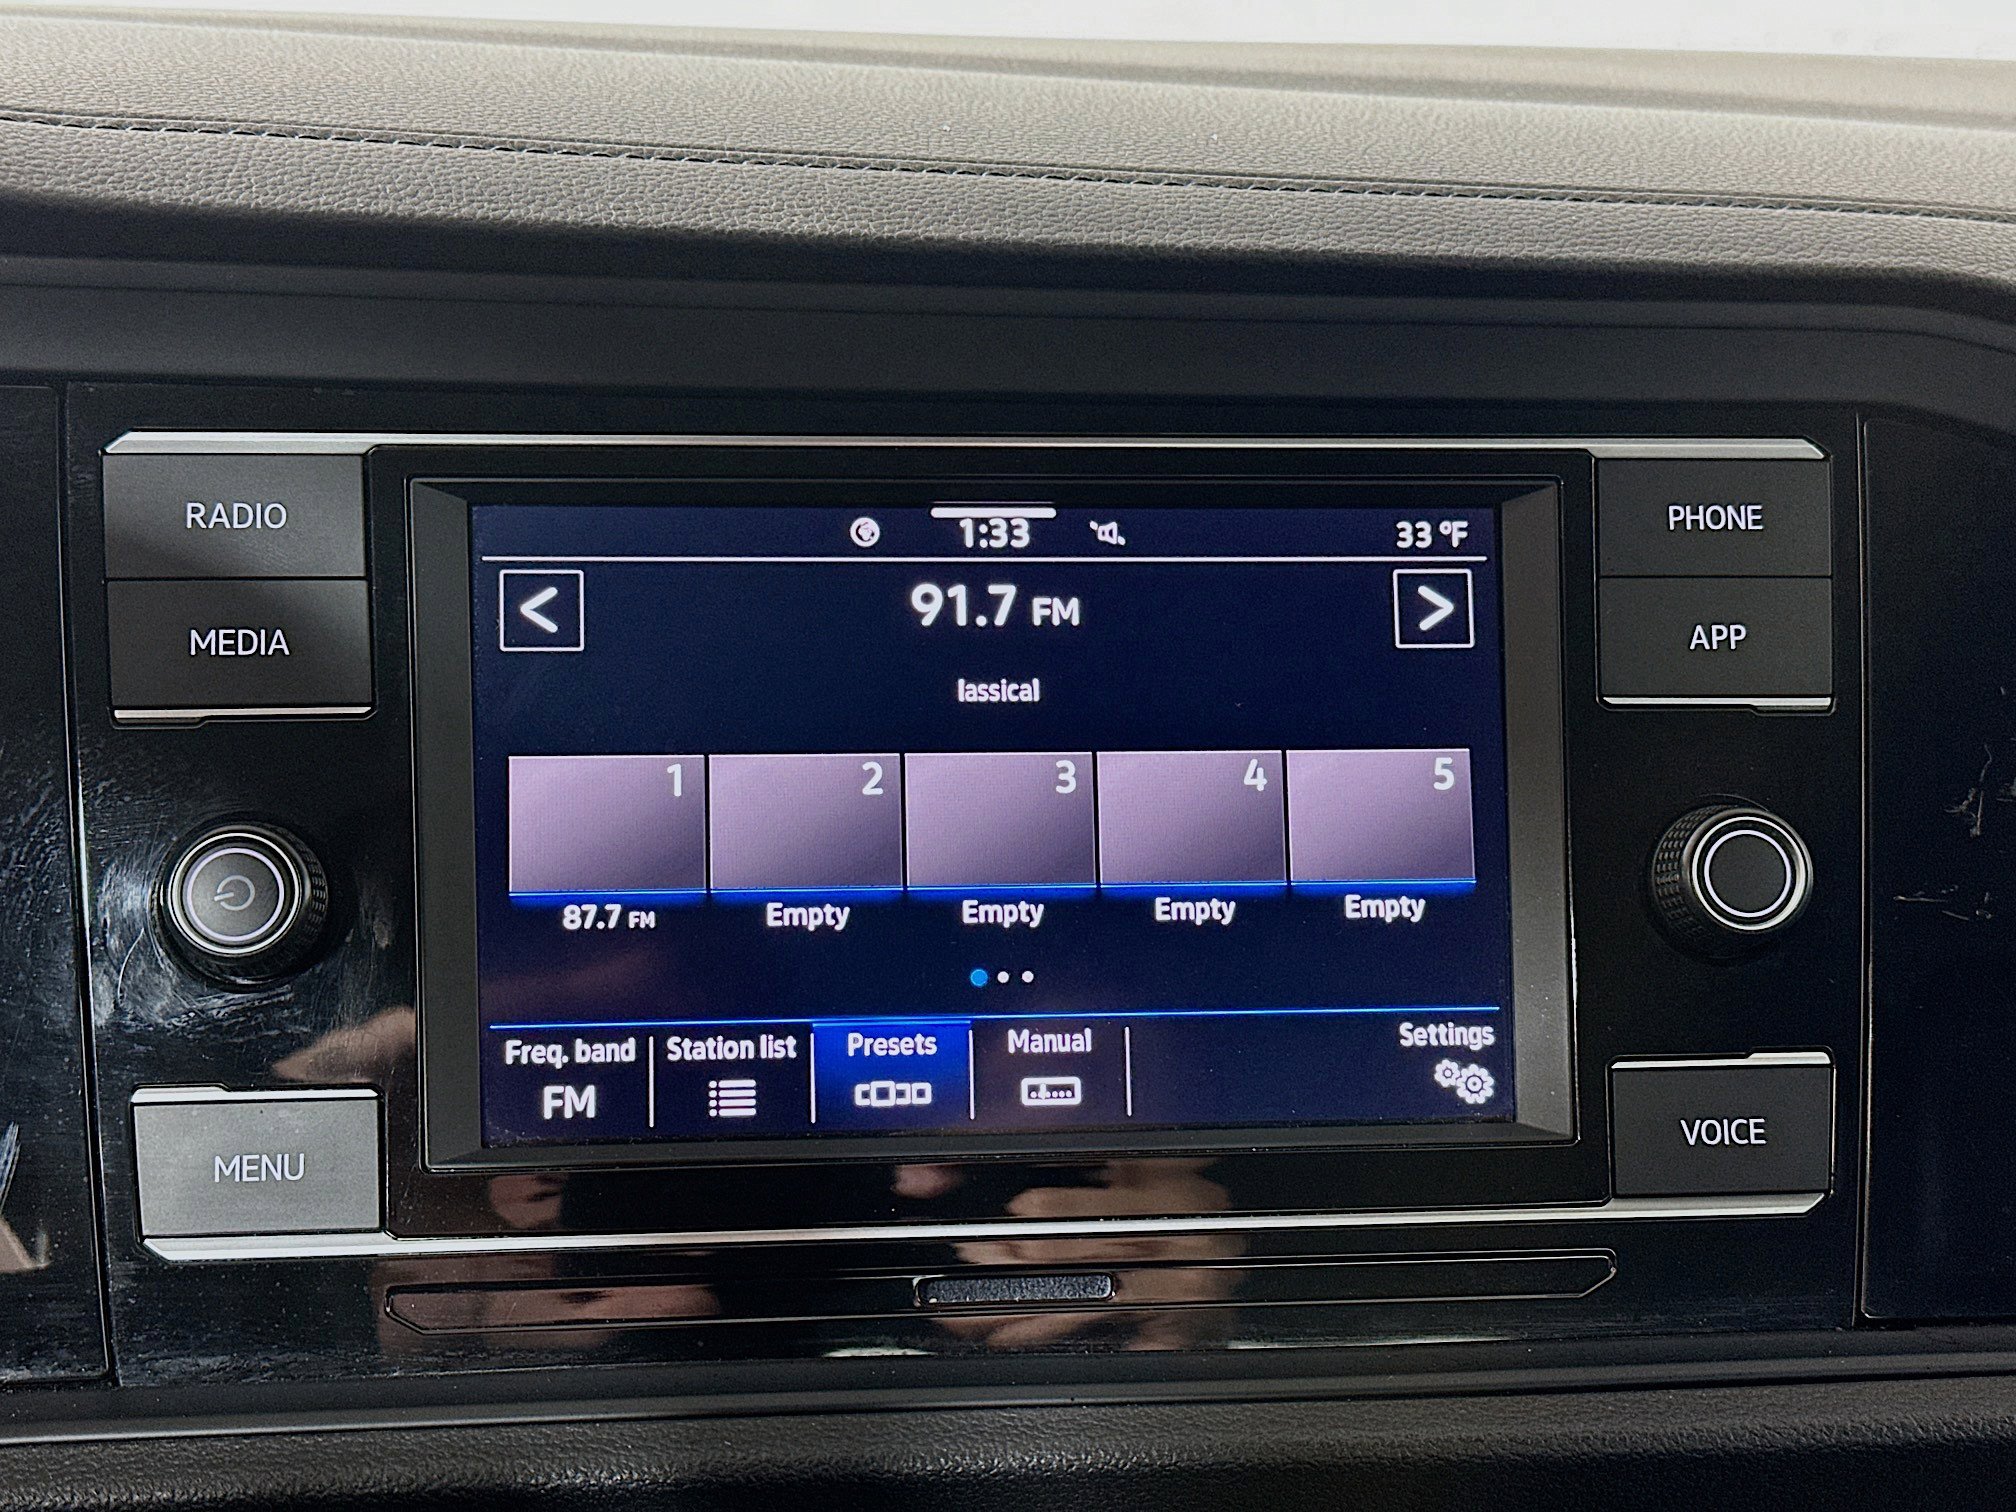 RADIO
MEDIA
MENU
1:33
33 °F
<
91.7 FM
>
lassical
1 2 3 4 5
87.7 FM Empty Empty Empty Empty
Freq. band Station list Presets Manual Settings
FM
PHONE
APP
VOICE